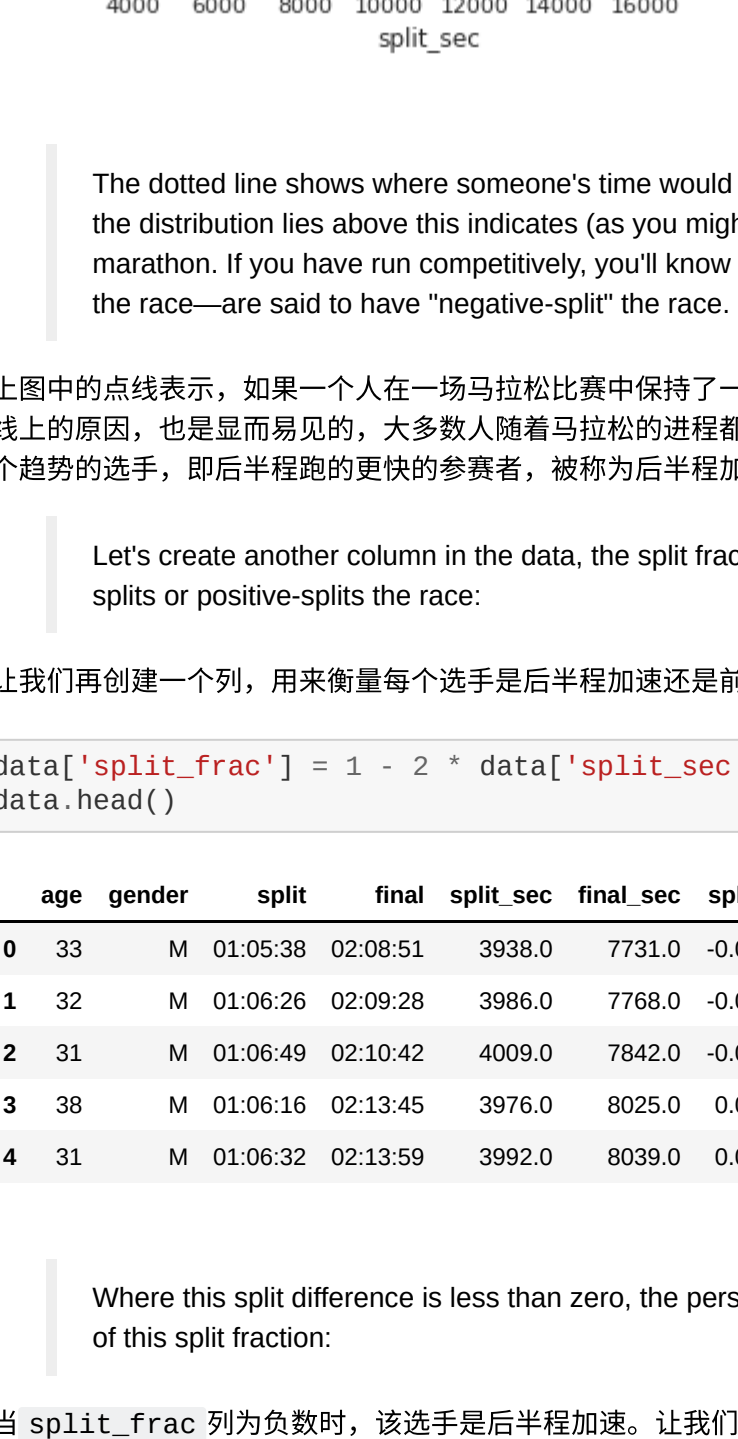 4000 6000 8000 10000 12000 14000 16000
split_sec
The dotted line shows where someone's time would
the distribution lies above this indicates (as you
marathon. If you have run competitively, you'll know
the race—are said to have "negative-split" the race.
上图中的点线表示，如果一个人在一场马拉松比赛中保持了一
线上的原因，也是显而易见的，大多数人随着马拉松的进程都
个趋势的选手，即后半程跑的更快的参赛者，被称为后半程加
Let's create another column in the data, the split
splits or positive-splits the race:
让我们再创建一个列，用来衡量每个选手是后半程加速还是前
data['split_frac'] = 1 - 2 * data['split_sec
data.head()
age gender split final split_sec final_sec
0 33 M 01:05:38 02:08:51 3938.0 7731.0
1 32 M 01:06:26 02:09:28 3986.0 7768.0
2 31 M 01:06:49 02:10:42 4009.0 7842.0
3 38 M 01:06:16 02:13:45 3976.0 8025.0
4 31 M 01:06:32 02:13:59 3992.0 8039.0
Where this split difference is less than zero, the
of this split fraction:
当 split_frac 列为负数时，该选手是后半程加速。让我们